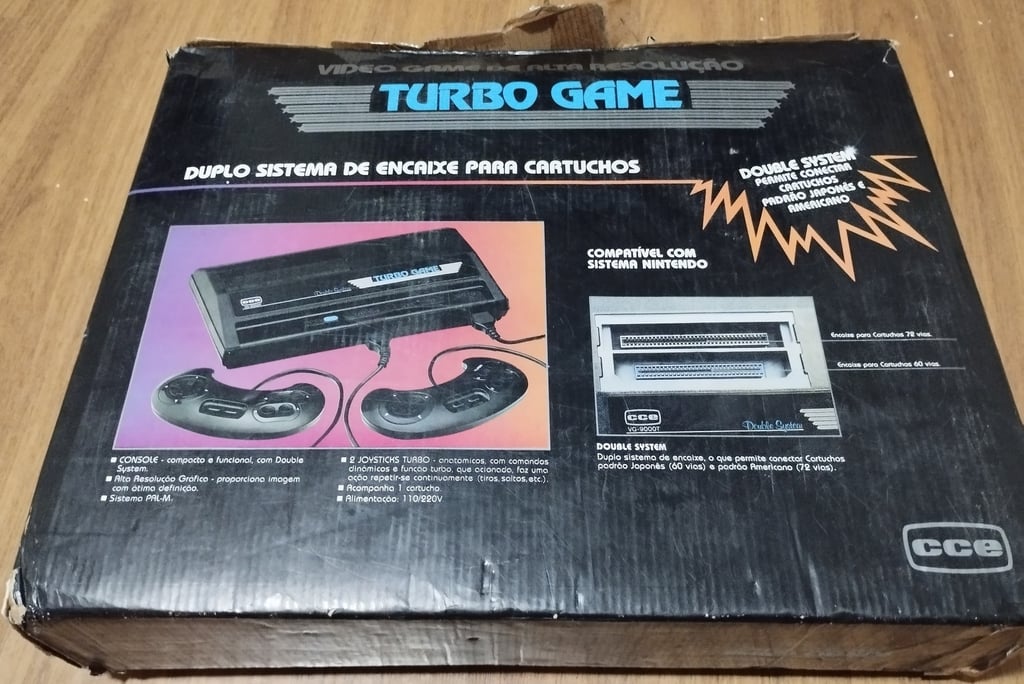 VIDEO GAME DE ALTA RESOLUÇÃO
TURBO GAME
DUPLO SISTEMA DE ENCAIXE PARA CARTUCHOS
DOUBLE SYSTEM
PERMITE CONECTAR
CARTUCHOS
PADRÃO JAPONÊS E
AMERICANO
TURBO GAME
Double System
cce
COMPATÍVEL COM
SISTEMA NINTENDO
Encaixe para Cartuchos 72 vias.
Encaixe para Cartuchos 60 vias.
cce
VG-9000T
Double System
■ CONSOLE - compacto e funcional, com Double
System.
■ Alta Resolução Gráfica - proporciona imagem
com ótima definição.
■ Sistema PAL-M.
■ 2 JOYSTICKS TURBO - anatômicos, com comandos
dinâmicos e função turbo, que acionado, faz uma
ação repetir-se continuamente (tiros, saltos, etc.).
■ Acompanha 1 cartucho.
■ Alimentação: 110/220V
DOUBLE SYSTEM
Duplo sistema de encaixe, o que permite conectar Cartuchos
padrão Japonês (60 vias) e padrão Americano (72 vias).
cce